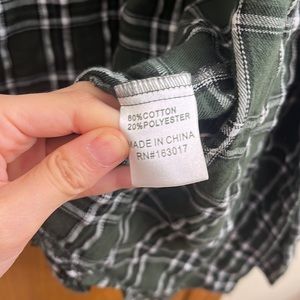 80%COTTON
20%POLYESTER
MADE IN CHINA
RN#163017